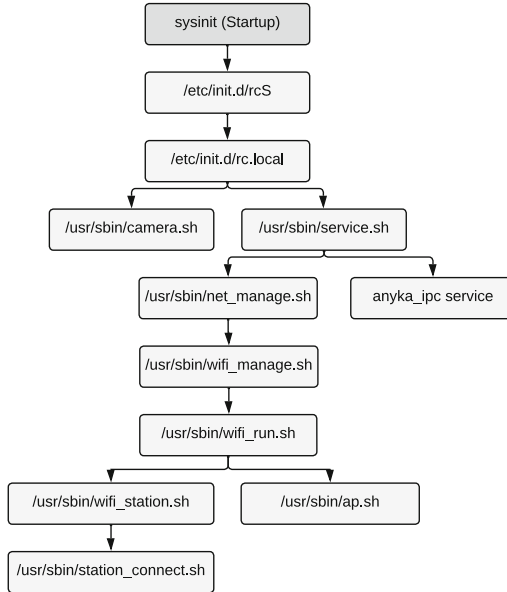 sysinit (Startup)
/etc/init.d/rcS
/etc/init.d/rc.local
/usr/sbin/camera.sh
/usr/sbin/service.sh
/usr/sbin/net_manage.sh
anyka_ipc service
/usr/sbin/wifi_manage.sh
/usr/sbin/wifi_run.sh
/usr/sbin/wifi_station.sh
/usr/sbin/ap.sh
/usr/sbin/station_connect.sh